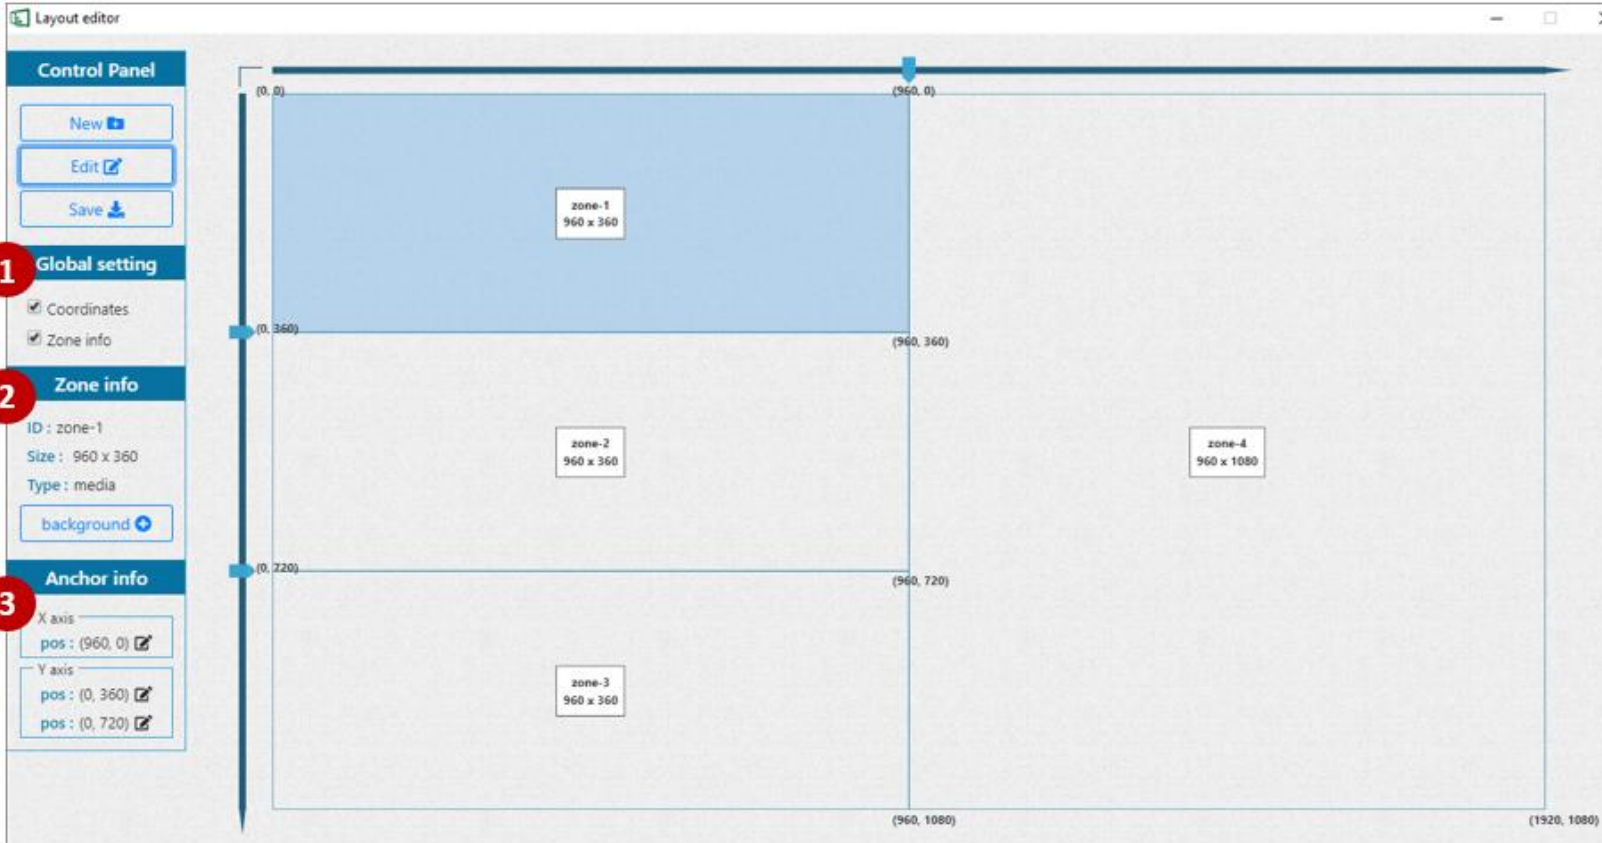 Layout editor
Control Panel
New
Edit
Save
1
Global setting
Coordinates
Zone info
2
Zone info
ID : zone-1
Size : 960 x 360
Type : media
background
3
Anchor info
X axis
pos : (960, 0)
Y axis
pos : (0, 360)
pos : (0, 720)
(0, 0)
(960, 0)
zone-1
960 x 360
(0, 360)
(960, 360)
zone-2
960 x 360
zone-4
960 x 1080
(0, 720)
(960, 720)
zone-3
960 x 360
(960, 1080)
(1920, 1080)